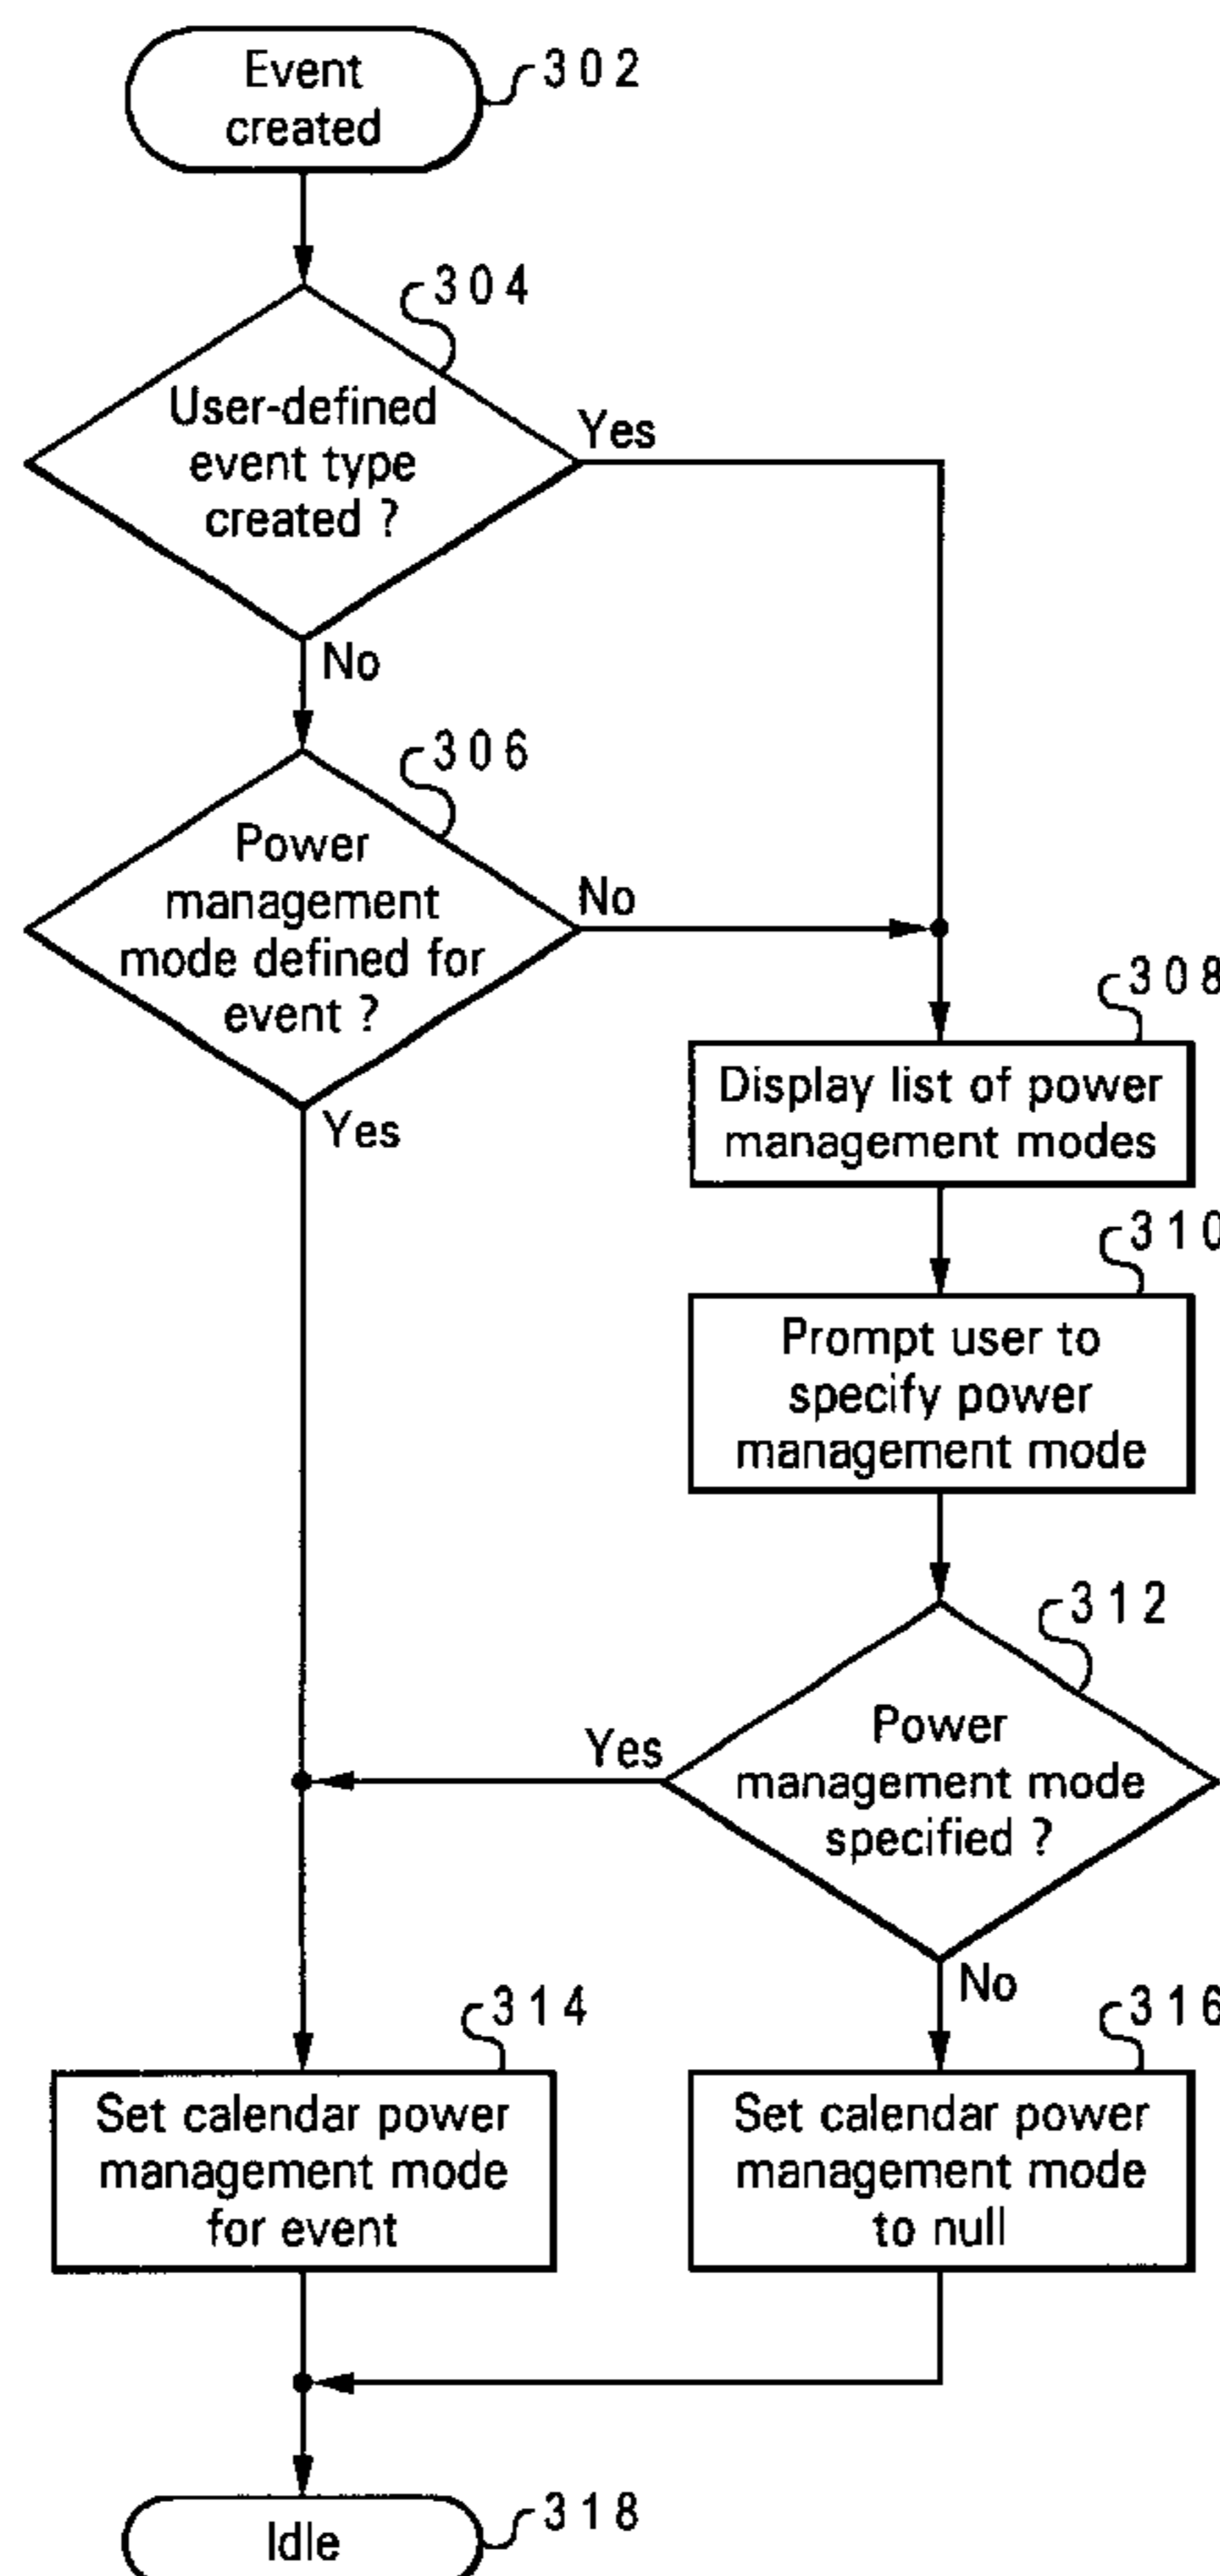 Event
created
302
304
User-defined
event type
created ?
Yes
No
306
Power
management
mode defined for
event ?
No
Yes
308
Display list of power
management modes
310
Prompt user to
specify power
management mode
312
Power
management mode
specified ?
Yes
No
314
Set calendar power
management mode
for event
316
Set calendar power
management mode
to null
Idle
318